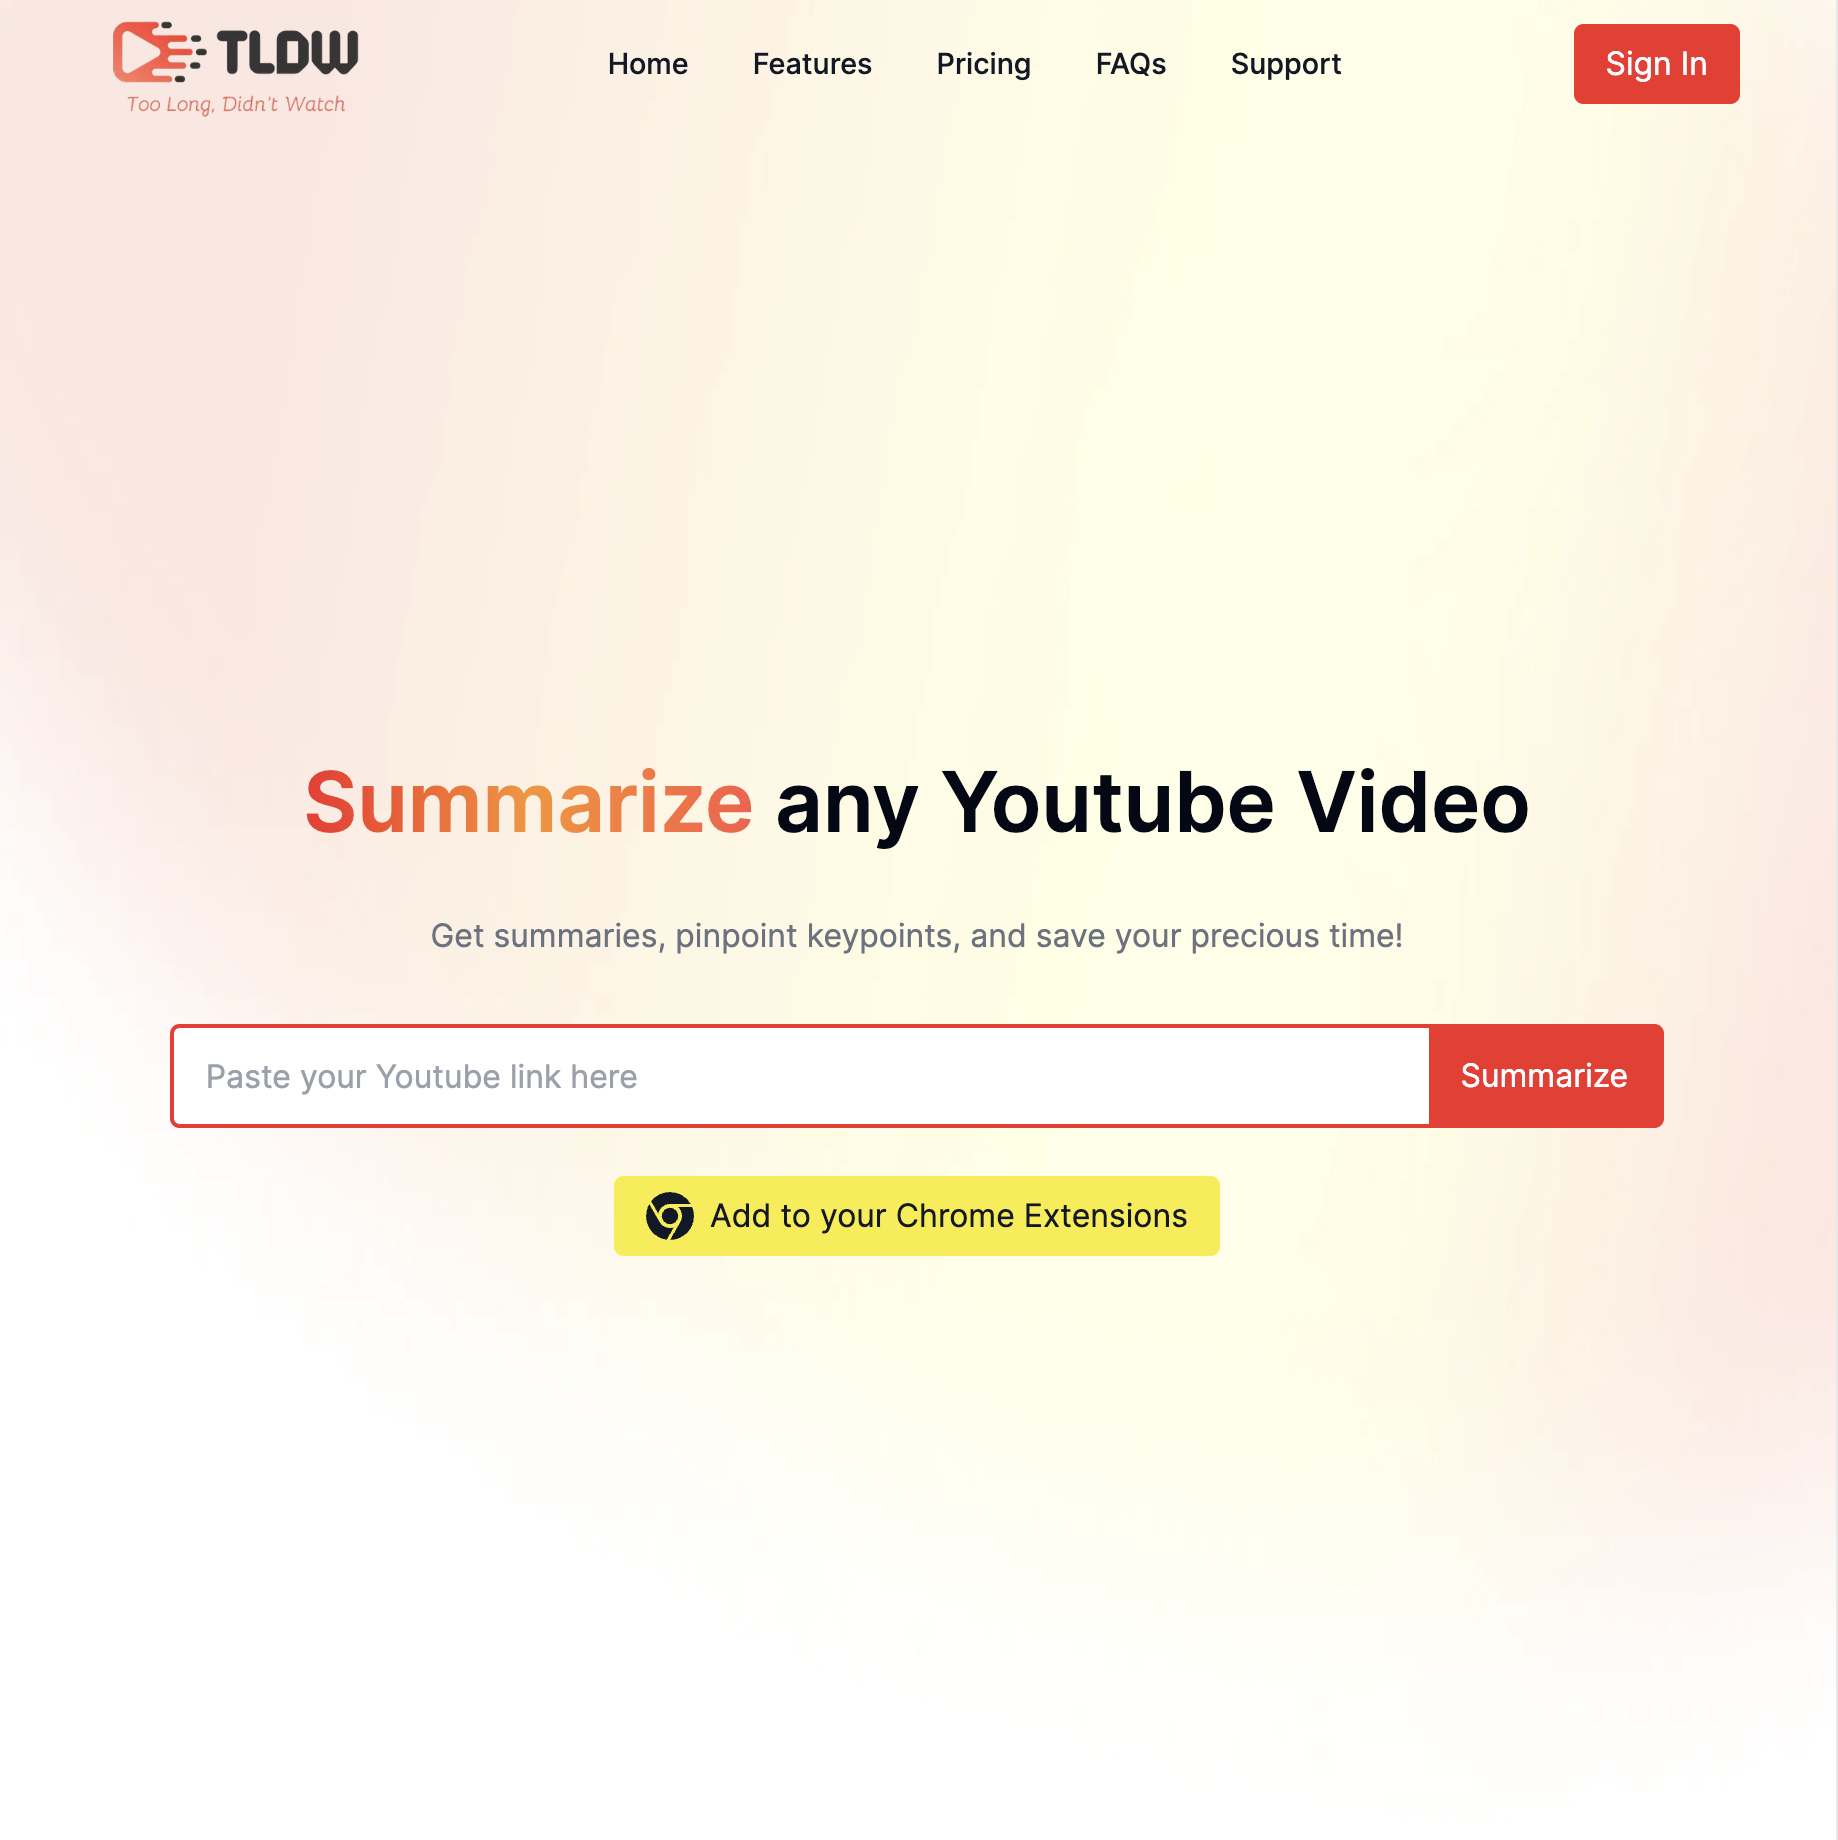 TLDW
Too Long, Didn't Watch
Home
Features
Pricing
FAQs
Support
Sign In
Summarize any Youtube Video
Get summaries, pinpoint keypoints, and save your precious time!
Paste your Youtube link here
Summarize
Add to your Chrome Extensions